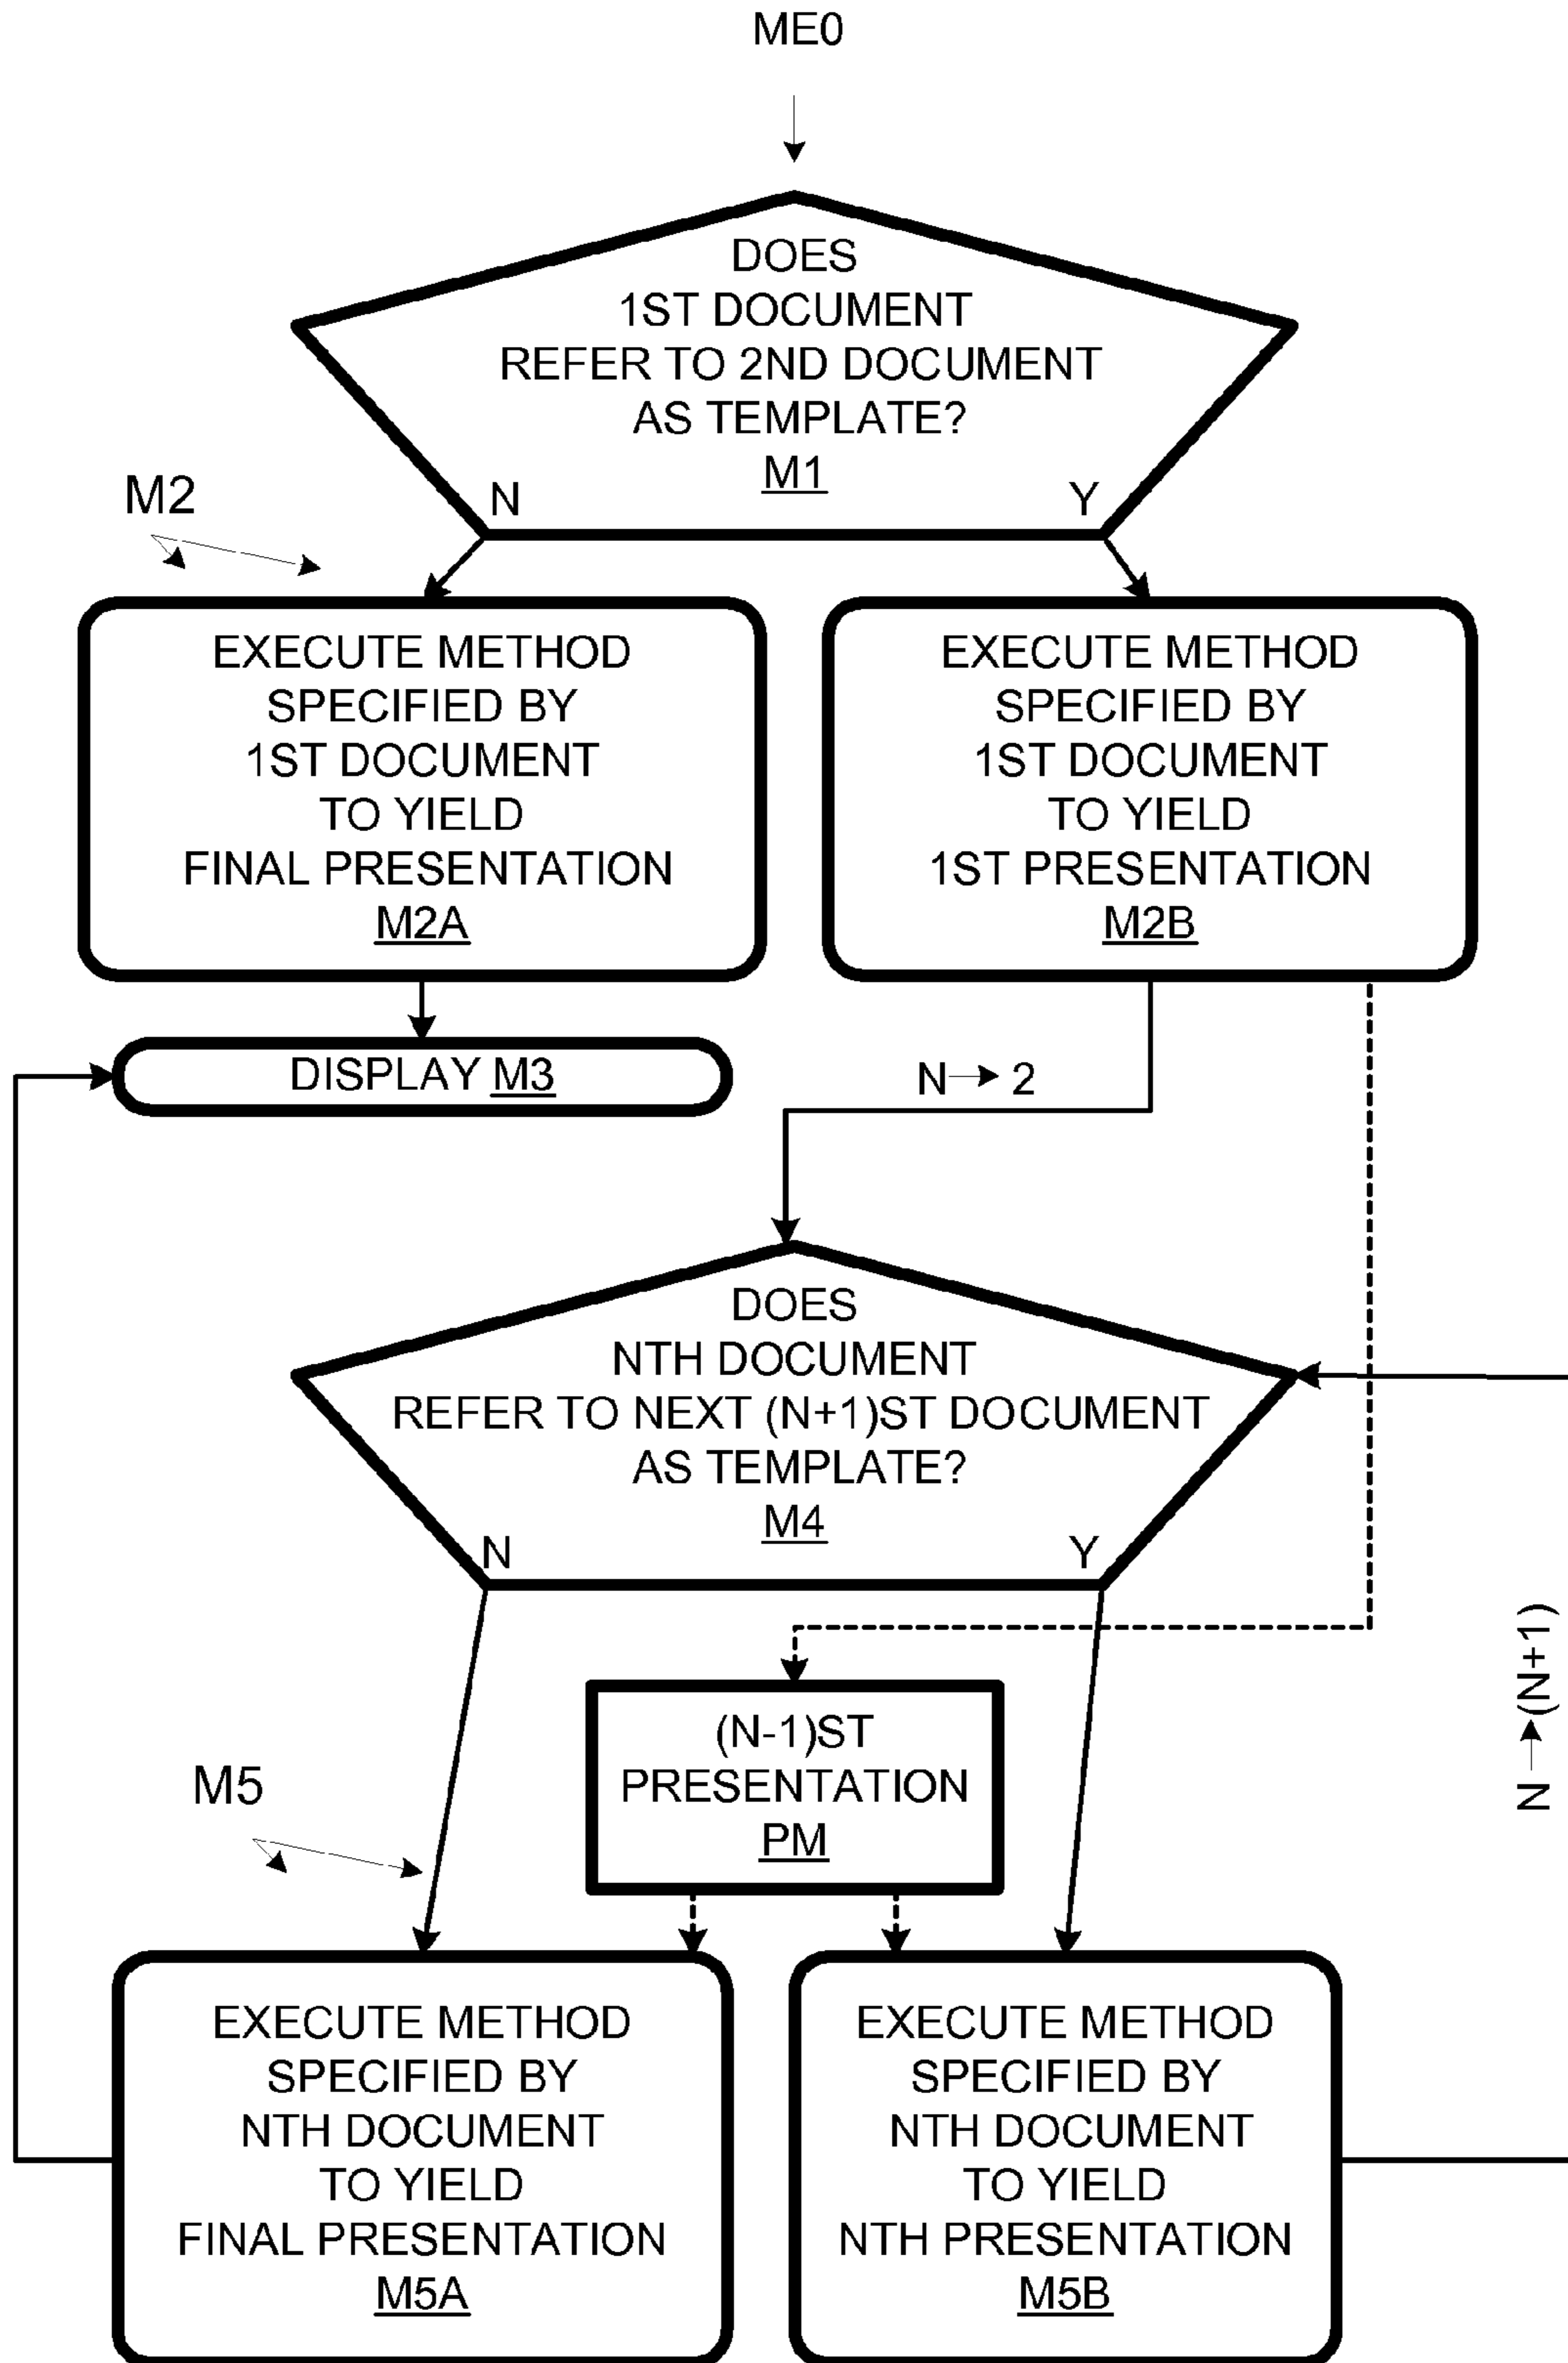 ME0
DOES
1ST DOCUMENT
REFER TO 2ND DOCUMENT
AS TEMPLATE?
M1
N
Y
M2
EXECUTE METHOD
SPECIFIED BY
1ST DOCUMENT
TO YIELD
FINAL PRESENTATION
M2A
EXECUTE METHOD
SPECIFIED BY
1ST DOCUMENT
TO YIELD
1ST PRESENTATION
M2B
DISPLAY M3
N → 2
DOES
NTH DOCUMENT
REFER TO NEXT (N+1)ST DOCUMENT
AS TEMPLATE?
M4
N
Y
N → (N+1)
(N-1)ST
PRESENTATION
PM
M5
EXECUTE METHOD
SPECIFIED BY
NTH DOCUMENT
TO YIELD
FINAL PRESENTATION
M5A
EXECUTE METHOD
SPECIFIED BY
NTH DOCUMENT
TO YIELD
NTH PRESENTATION
M5B